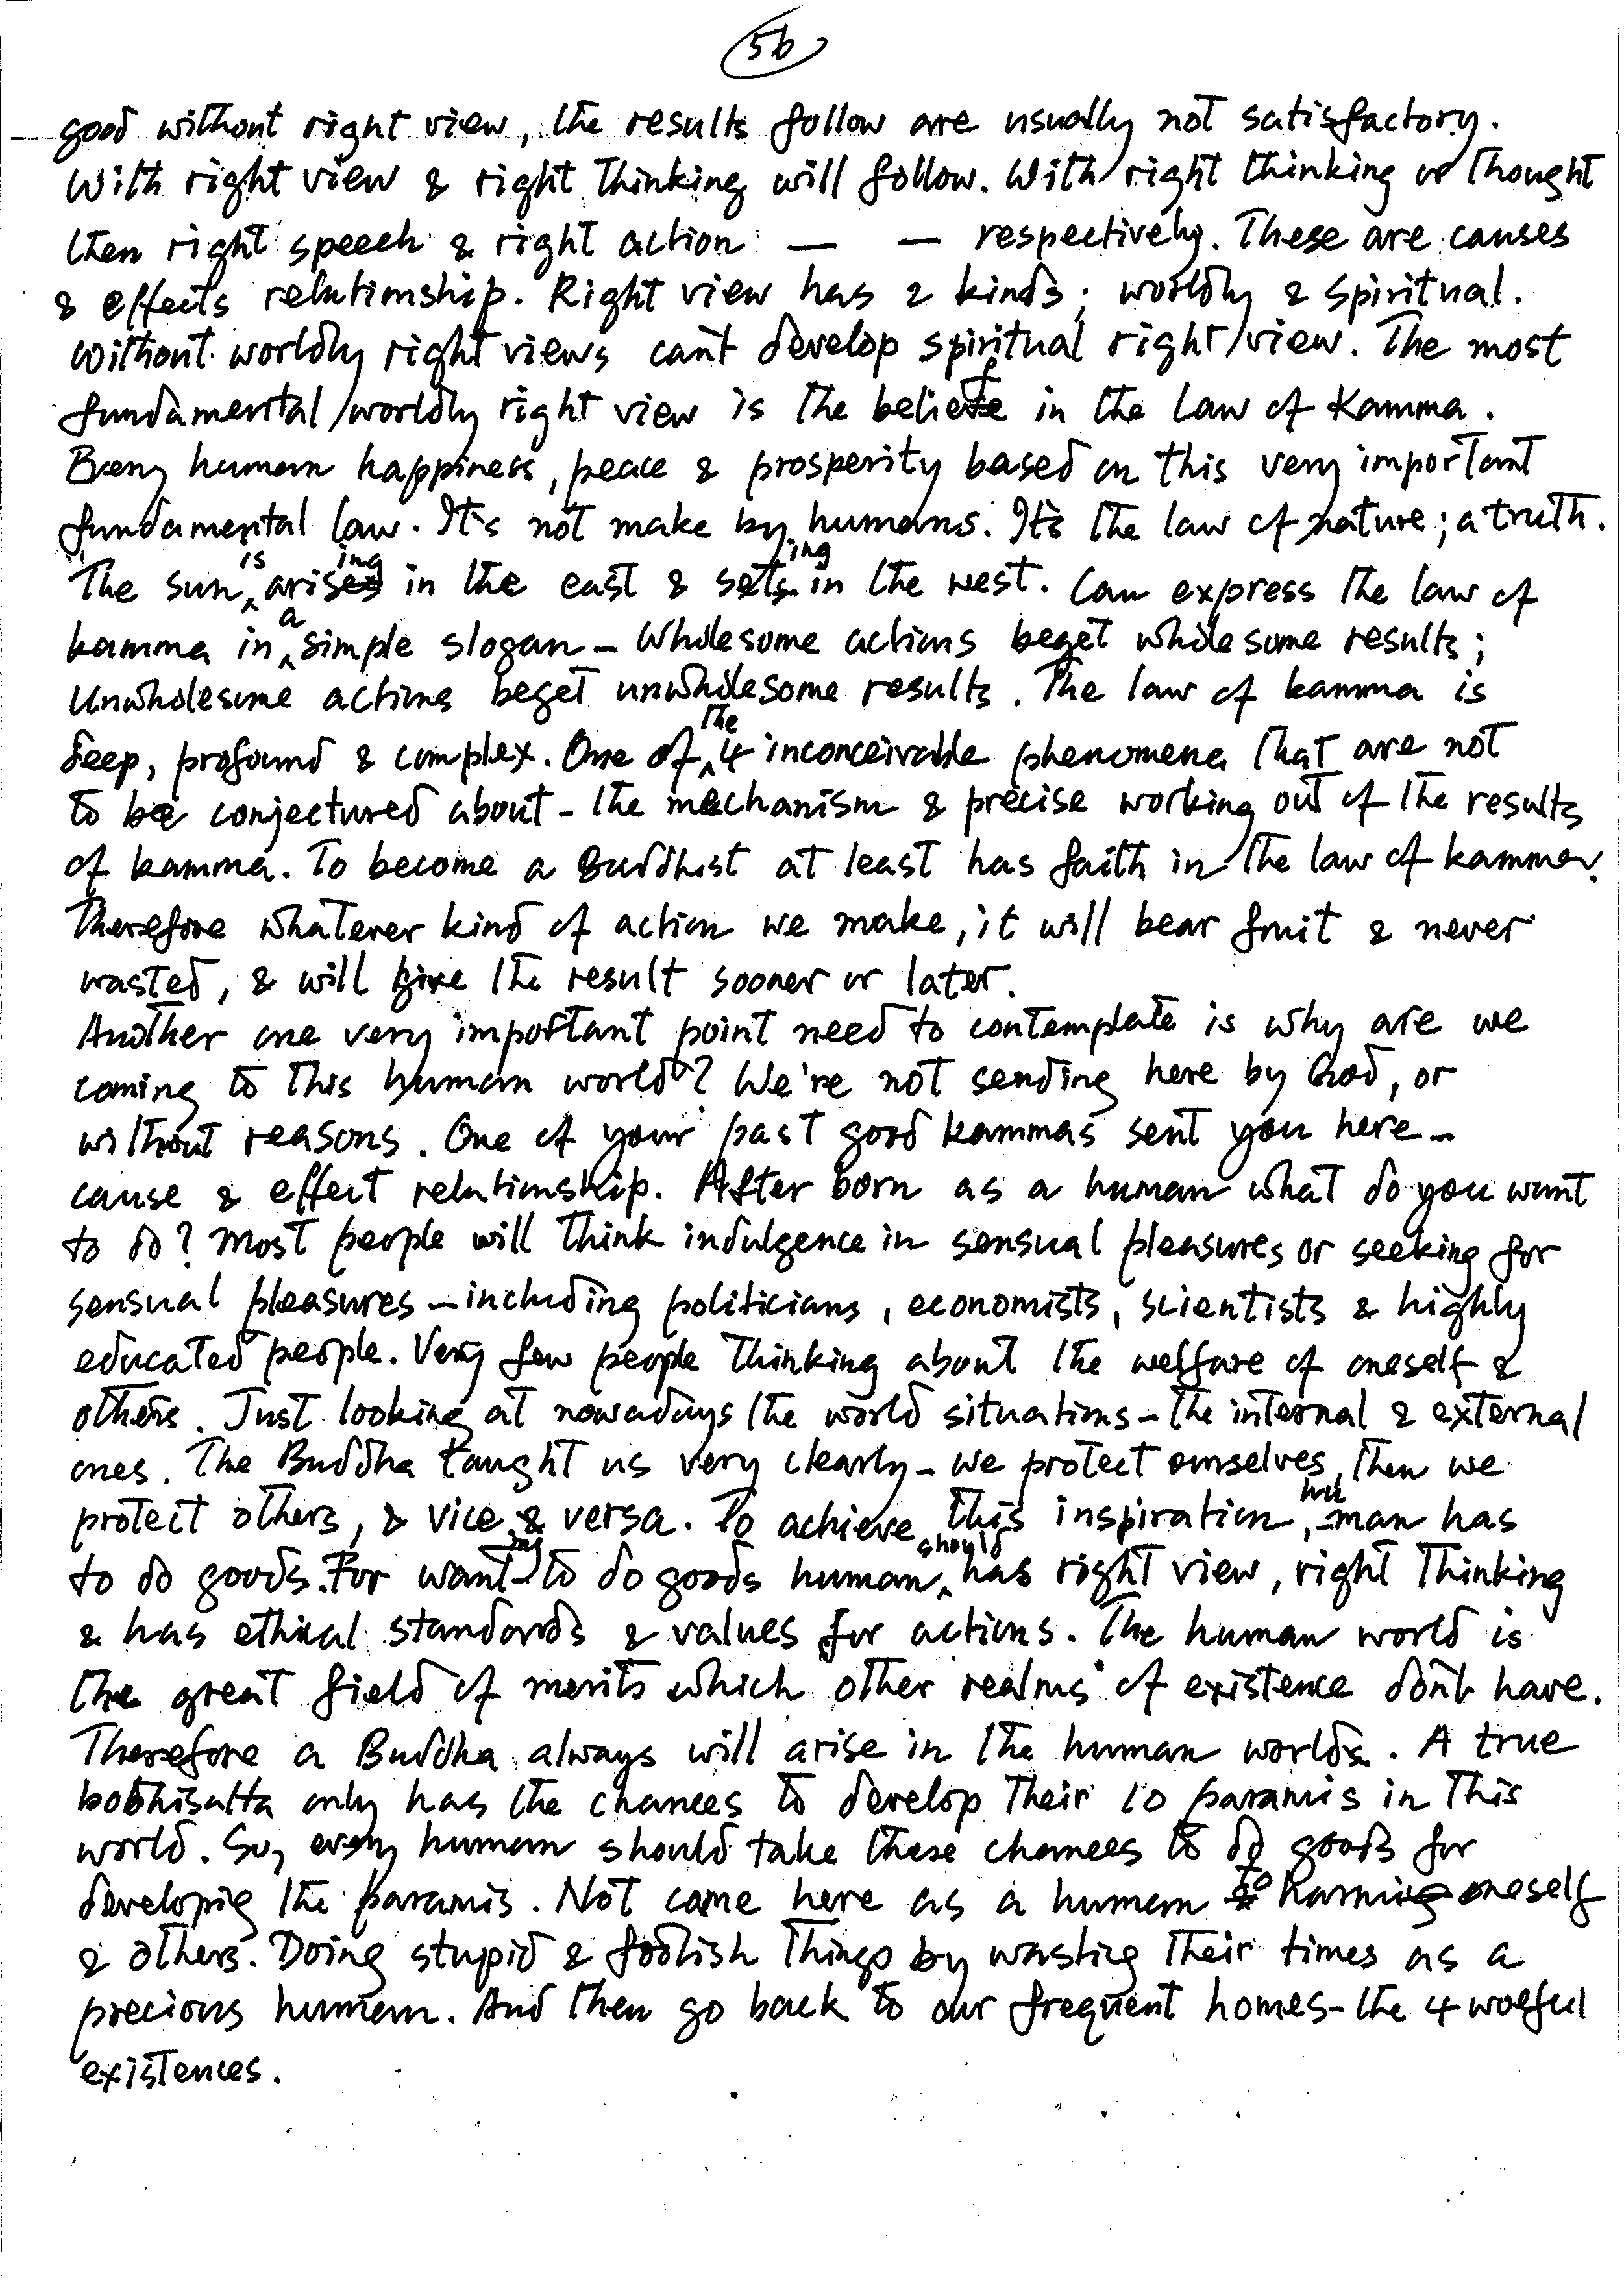 56
good without right view, the results follow are usually not satisfactory.
With right view & right thinking will follow. With right thinking or thought
then right speech & right action — — respectively. These are causes
& effects relationship. Right view has 2 kinds; worldly & spiritual.
Without worldly right views can't develop spiritual right view. The most
fundamental worldly right view is the belief in the law of kamma.
Every human happiness, peace & prosperity based on this very important
fundamental law. It's not make by humans. It's the law of nature; a truth.
The sun is arising in the east & setsing in the west. Can express the law of
kamma in a simple slogan – Wholesome actions beget wholesome results;
Unwholesome actions beget unwholesome results. The law of kamma is
deep, profound & complex. One of the 4 inconceivable phenomena that are not
to be conjectured about – the mechanism & precise working out of the results
of kamma. To become a Buddhist at least has faith in the law of kamma.
Therefore whatever kind of action we make, it will bear fruit & never
wasted, & will give the result sooner or later.
Another one very important point need to contemplate is why are we
coming to this human world? We're not sending here by God, or
without reasons. One of your past good kammas sent you here –
cause & effect relationship. After born as a human what do you want
to do? Most people will think indulgence in sensual pleasures or seeking for
sensual pleasures – including politicians, economists, scientists & highly
educated people. Very few people thinking about the welfare of oneself &
others. Just looking at nowadays the world situations – the internal & external
ones. The Buddha taught us very clearly – we protect ourselves, then we
protect others, & vice & versa. To achieve this inspiration, human has
to do goods. For wanting to do goods human should has right view, right thinking
& has ethical standards & values for actions. The human world is
the great field of merits which other realms of existence don't have.
Therefore a Buddha always will arise in the human worlds. A true
bodhisatta only has the chances to develop their 10 paramis in this
world. So, every human should take these chances to do goods for
developig the paramis. Not come here as a human to harm oneself
& others. Doing stupid & foolish things by wastig their times as a
precious human. And then go back to our frequent homes – the 4 woeful
existences.